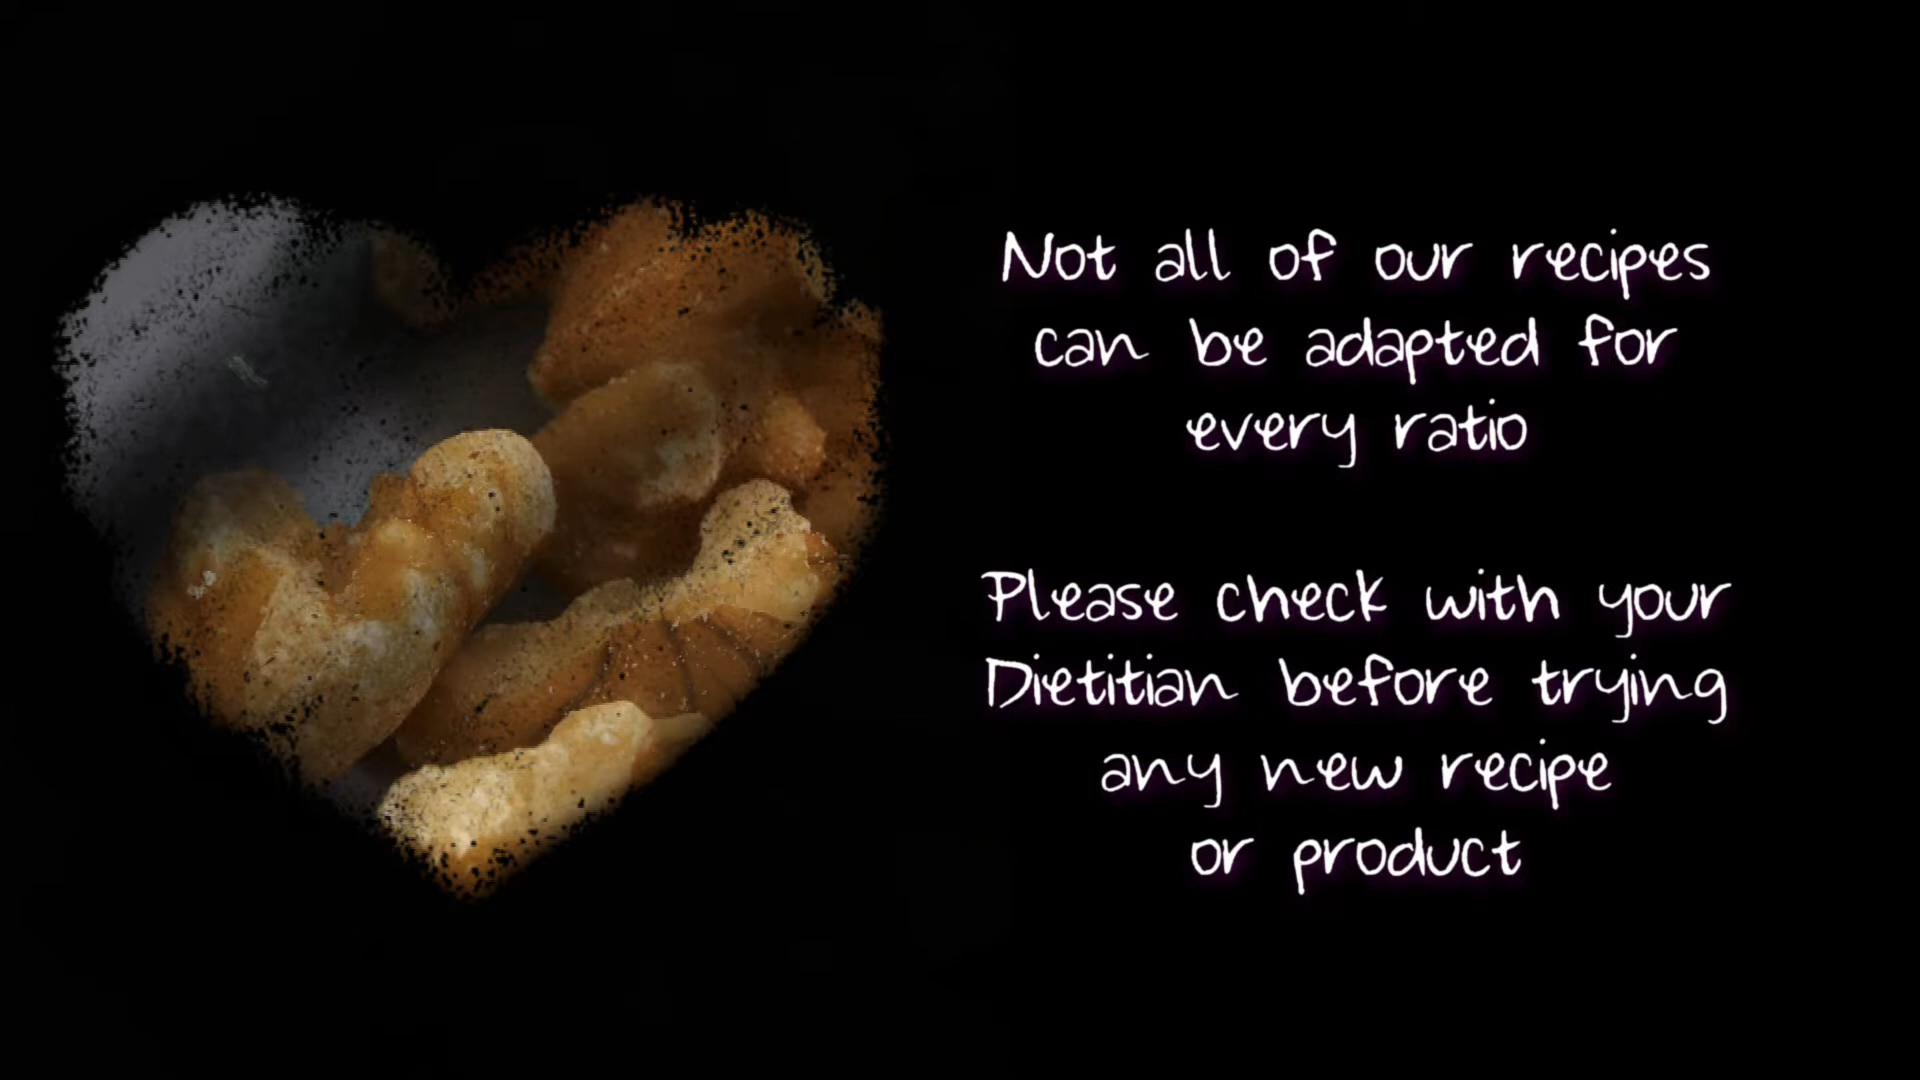 Not all of our recipes
can be adapted for
every ratio
Please check with your
Dietitian before trying
any new recipe
or product